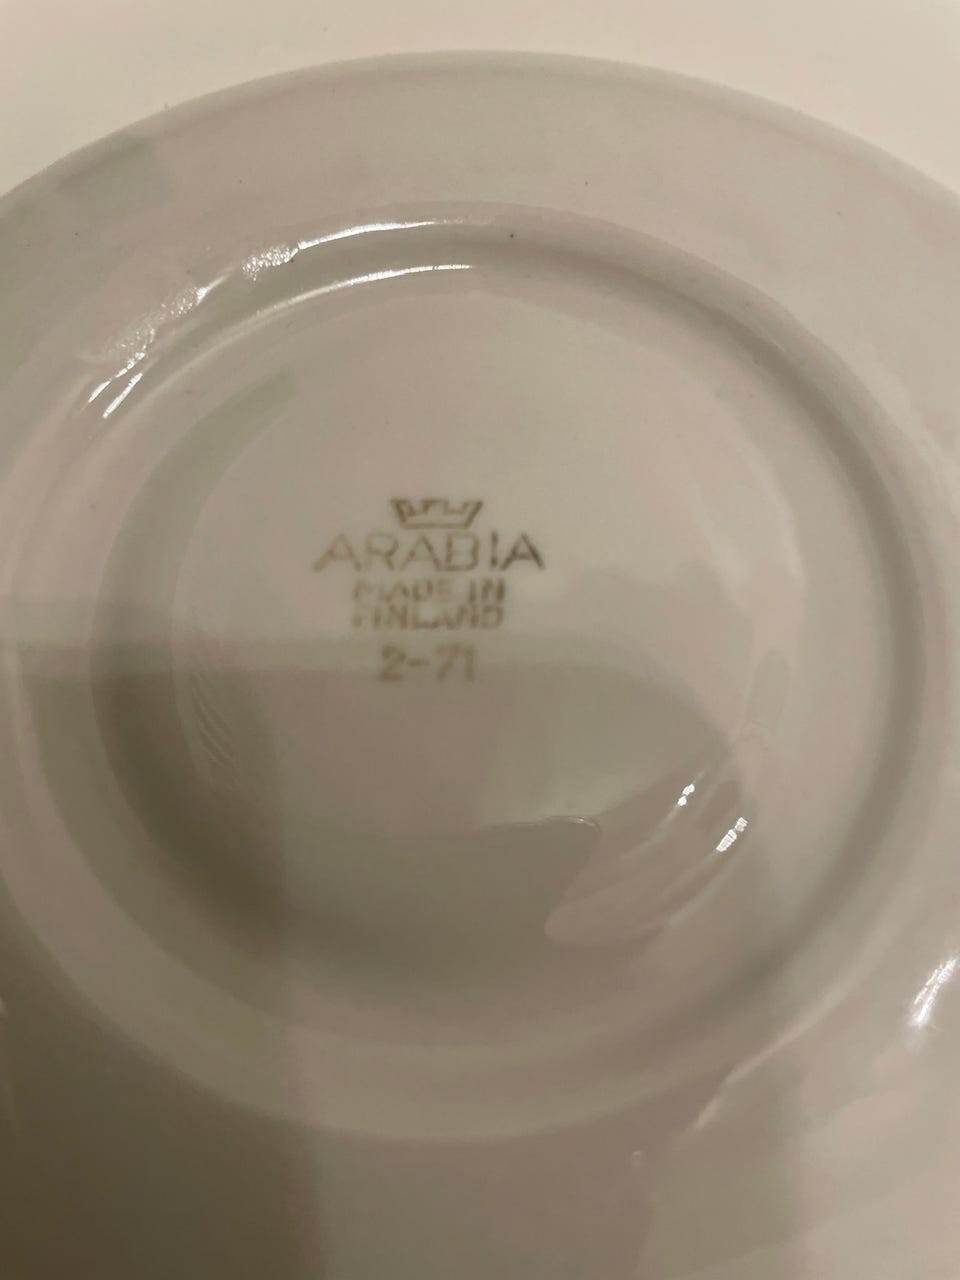 ARABIA
MADE IN
FINLAND
2-71